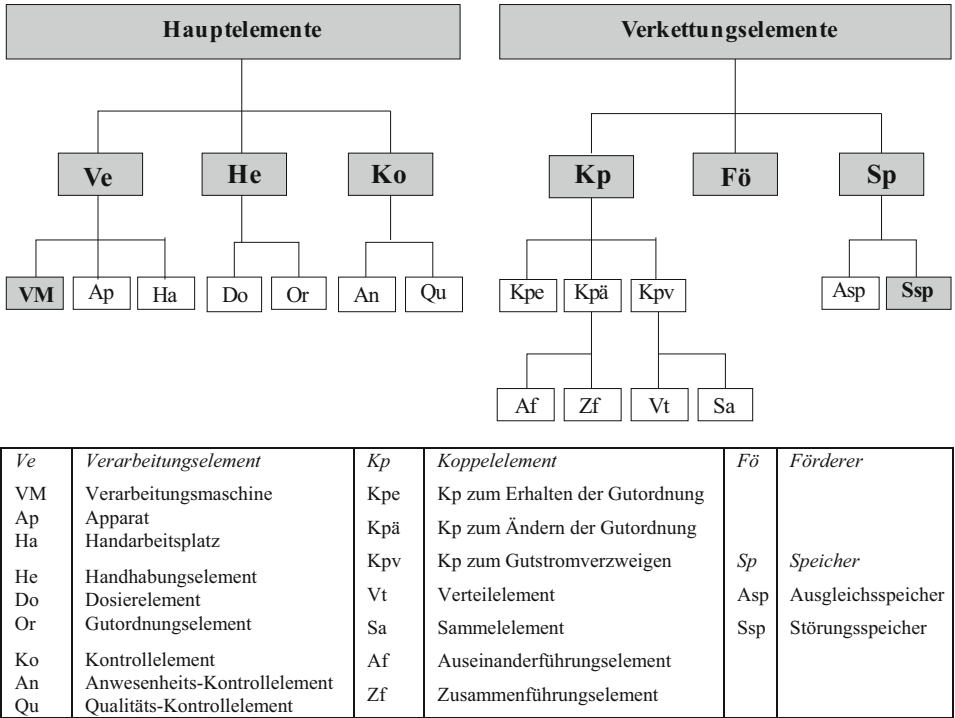 Hauptelemente
Verkettungselemente
Ve
He
Ko
Kp
Fö
Sp
VM
Ap
Ha
Do
Or
An
Qu
Kpe
Kpä
Kpv
Asp
Ssp
Af
Zf
Vt
Sa
Ve Verarbeitungselement
VM Verarbeitungsmaschine
Ap Apparat
Ha Handarbeitsplatz
He Handhabungselement
Do Dosierelement
Or Gutordnungselement
Ko Kontrollelement
An Anwesenheits-Kontrollelement
Qu Qualitäts-Kontrollelement
Kp Koppelelement
Kpe Kp zum Erhalten der Gutordnung
Kpä Kp zum Ändern der Gutordnung
Kpv Kp zum Gutstromverzweigen
Vt Verteilelement
Sa Sammelelement
Af Auseinanderführungselement
Zf Zusammenführungselement
Fö Förderer
Sp Speicher
Asp Ausgleichsspeicher
Ssp Störungsspeicher